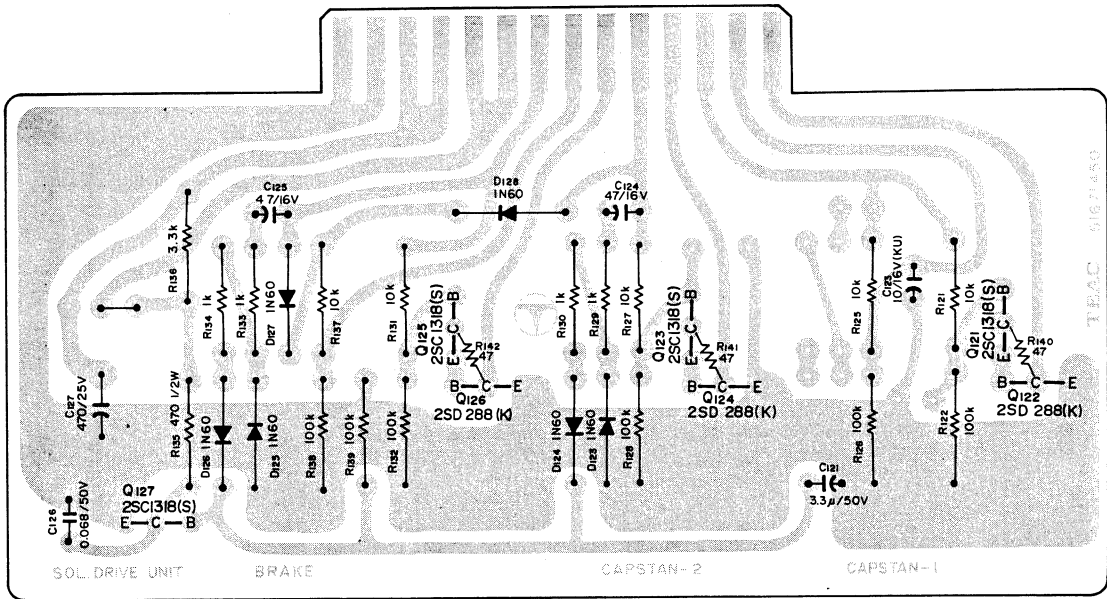 C125
47/16V
D128
1N60
C124
47/16V
R136 3.3k
R134 1k
R133 1k
D127 1N60
R137 10k
R131 10k
Q125
2SC1318(S)
B
C
E
R142
47
B C E
Q126
2SD 288(K)
R130 1k
R129 1k
R127 10k
Q123
2SC1318(S)
B
C
E
R141
47
B C E
Q124
2SD 288(K)
R125 10k
C123
10/16V(KU)
R121 10k
Q121
2SC1318(S)
B
C
E
R140
47
B C E
Q122
2SD 288(K)
TEAC
C127
470/25V
R135 470 1/2W
D126 1N60
D125 1N60
R138 100k
R139 100k
R132 100k
D124 1N60
D123 1N60
R128 100k
R126 100k
R122 100k
C121
3.3μ/50V
C126
0.068/50V
Q127
2SC1318(S)
E C B
SOL. DRIVE UNIT
BRAKE
CAPSTAN-2
CAPSTAN-1